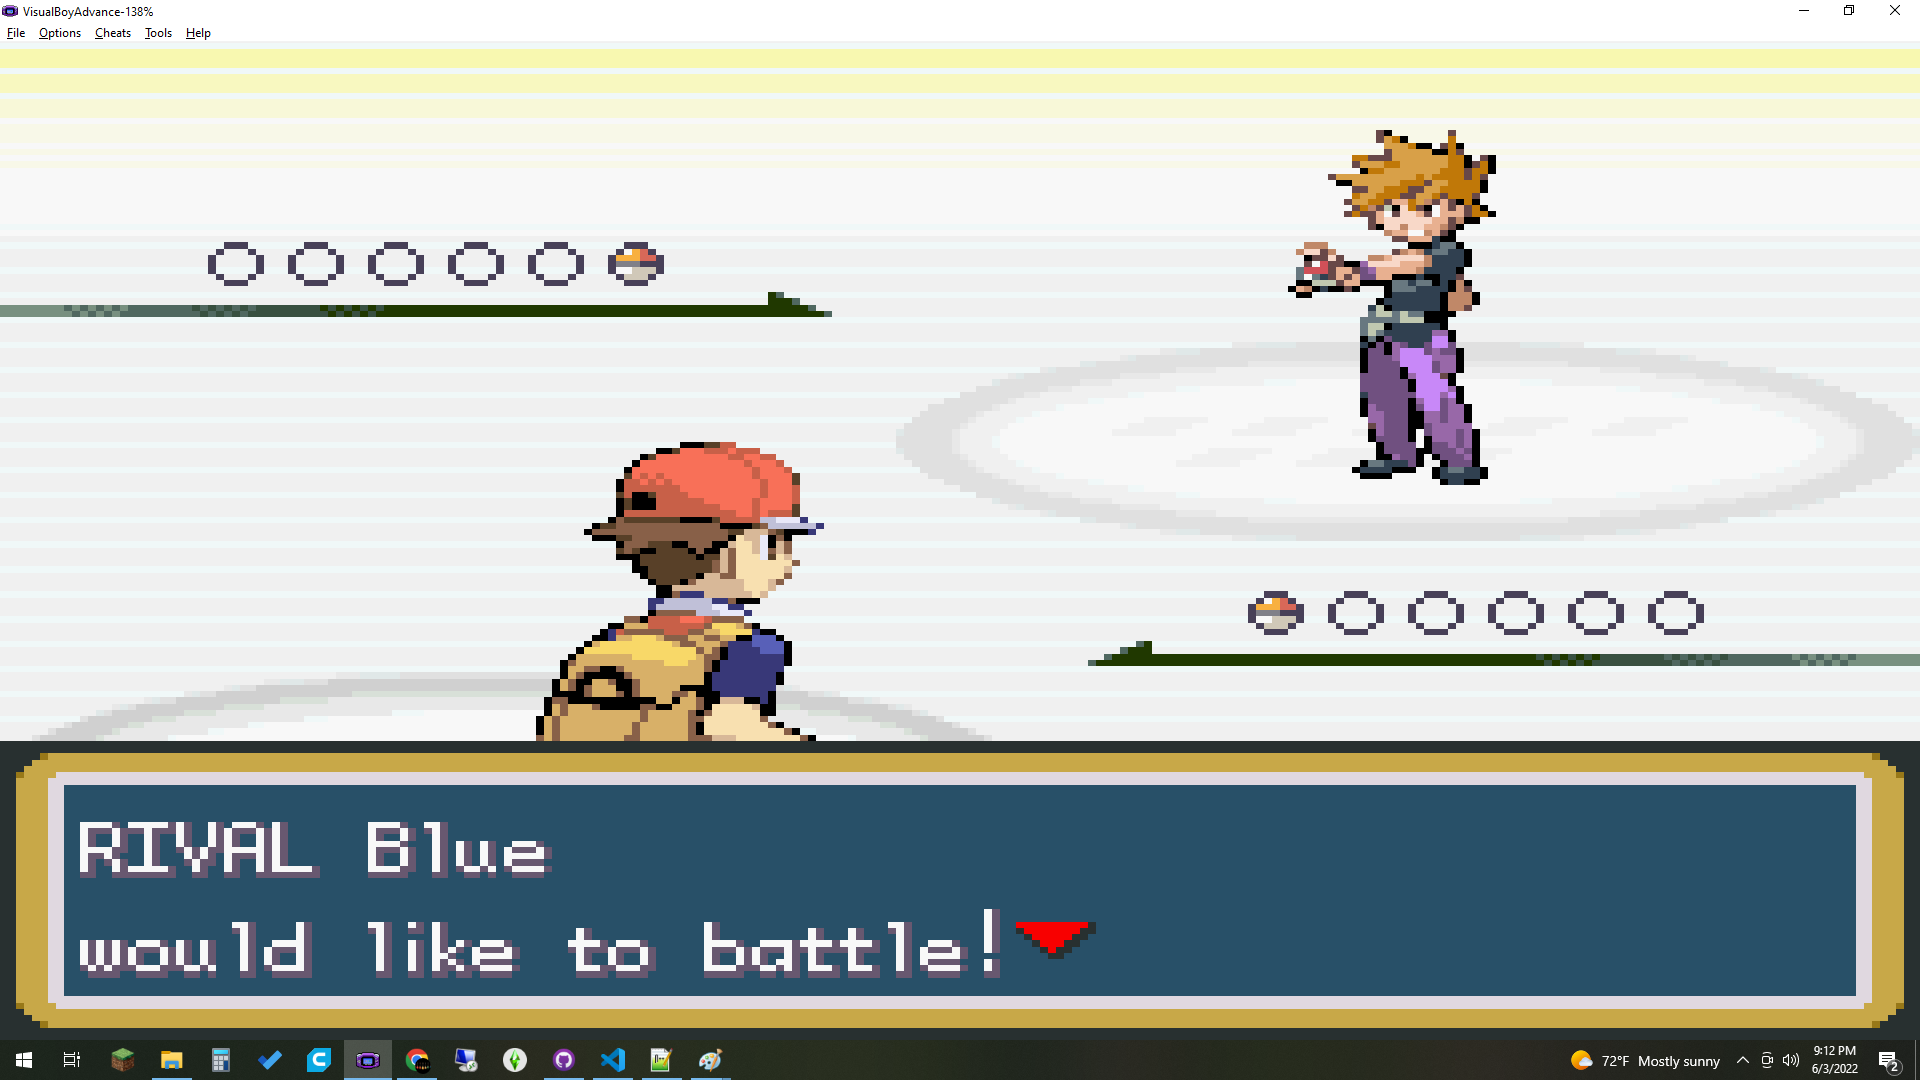 VisualBoyAdvance-138%
File Options Cheats Tools Help
RIVAL Blue
would like to battle!
72°F Mostly sunny
9:12 PM
6/3/2022
2